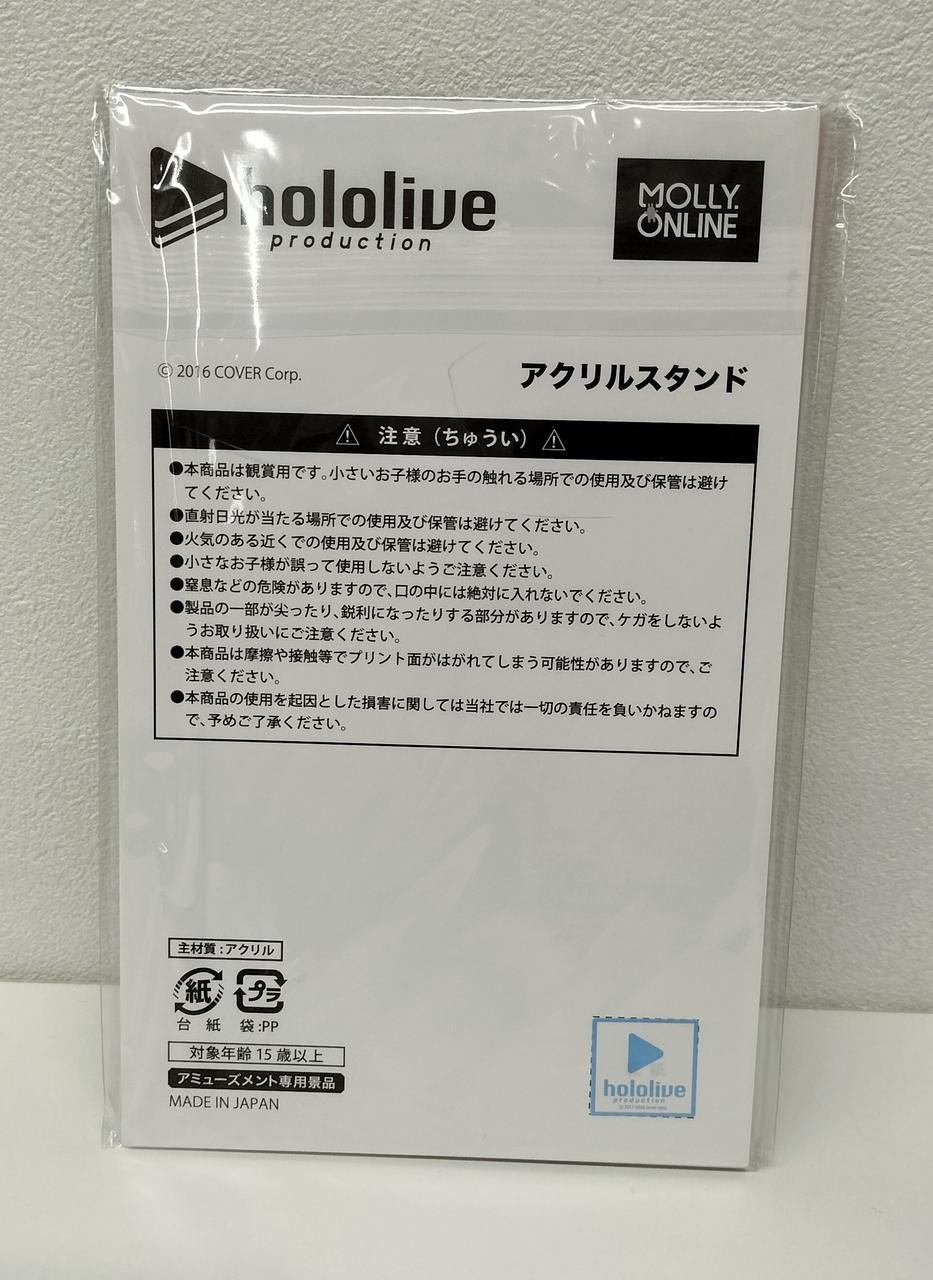 hololive
production
MOLLY.
ONLINE
© 2016 COVER Corp.
アクリルスタンド
注意（ちゅうい）
●本商品は観賞用です。小さいお子様のお手の触れる場所での使用及び保管は避け
てください。
●直射日光が当たる場所での使用及び保管は避けてください。
●火気のある近くでの使用及び保管は避けてください。
●小さなお子様が誤って使用しないようご注意ください。
●窒息などの危険がありますので、口の中には絶対に入れないでください。
●製品の一部が尖ったり、鋭利になったりする部分がありますので、ケガをしないよ
うお取り扱いにご注意ください。
●本商品は摩擦や接触等でプリント面がはがれてしまう可能性がありますので、ご
注意ください。
●本商品の使用を起因とした損害に関しては当社では一切の責任を負いかねますの
で、予めご了承ください。
主材質：アクリル
紙 プラ
台 紙 袋:PP
対象年齢 15 歳以上
アミューズメント専用景品
MADE IN JAPAN
hololive
production